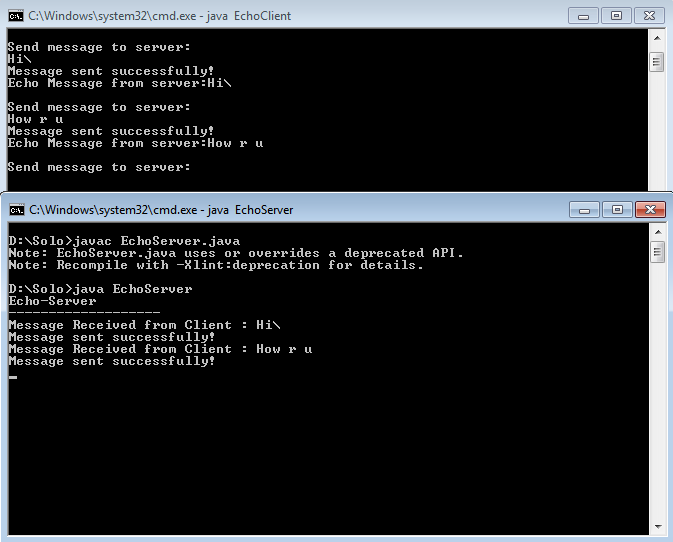 C:\Windows\system32\cmd.exe - java  EchoClient
Send message to server:
Hi\
Message sent successfully!
Echo Message from server:Hi\
Send message to server:
How r u
Message sent successfully!
Echo Message from server:How r u
Send message to server:
C:\Windows\system32\cmd.exe - java  EchoServer
D:\Solo>javac EchoServer.java
Note: EchoServer.java uses or overrides a deprecated API.
Note: Recompile with -Xlint:deprecation for details.
D:\Solo>java EchoServer
Echo-Server
-------------------
Message Received from Client : Hi\
Message sent successfully!
Message Received from Client : How r u
Message sent successfully!